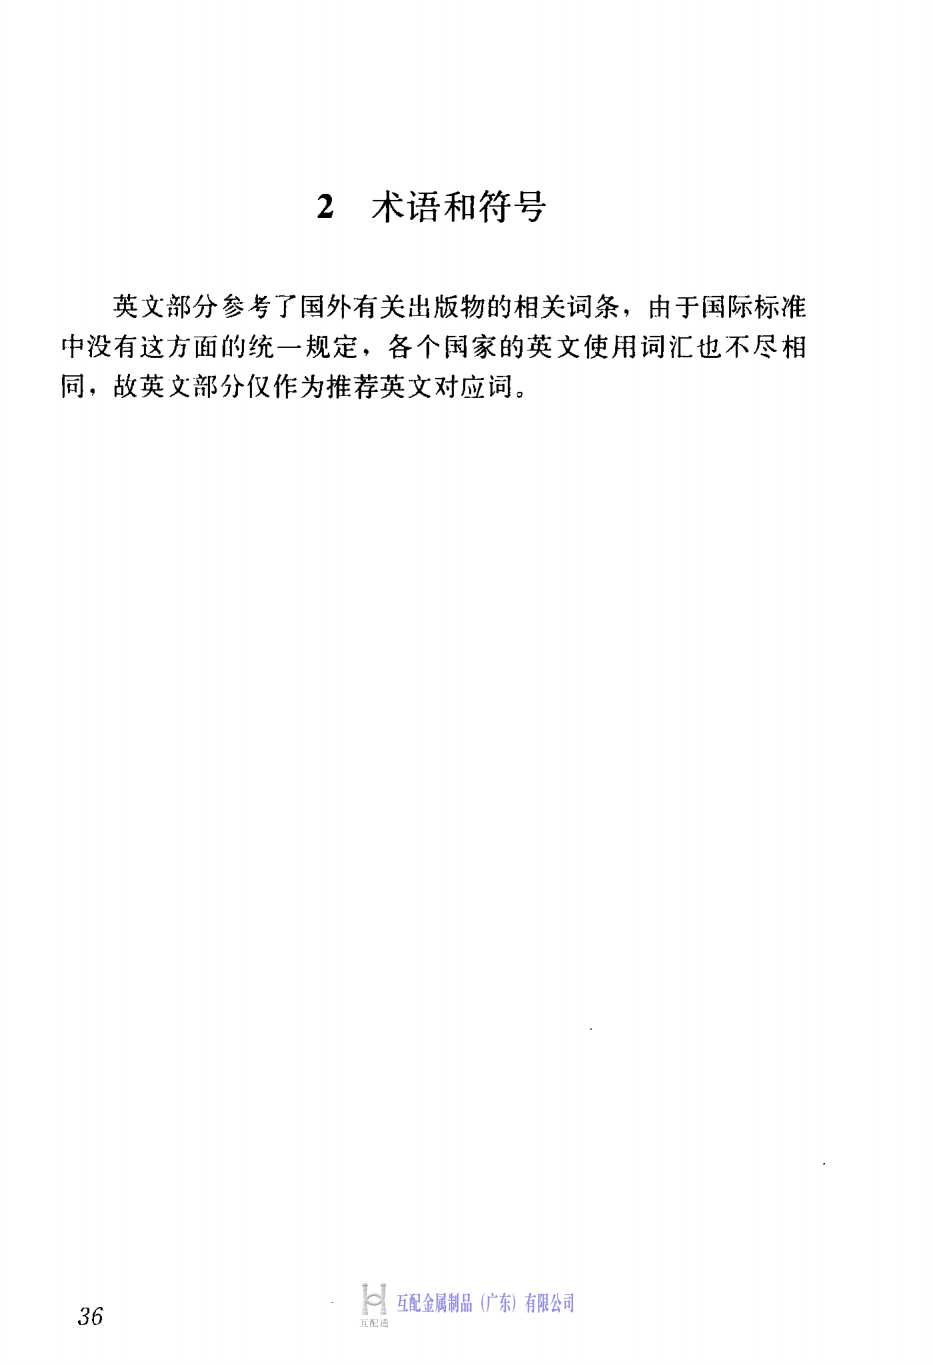 2 术语和符号
英文部分参考了国外有关出版物的相关词条，由于国际标准
中没有这方面的统一规定，各个国家的英文使用词汇也不尽相
同，故英文部分仅作为推荐英文对应词。
36
互配金属制品（广东）有限公司
互配通